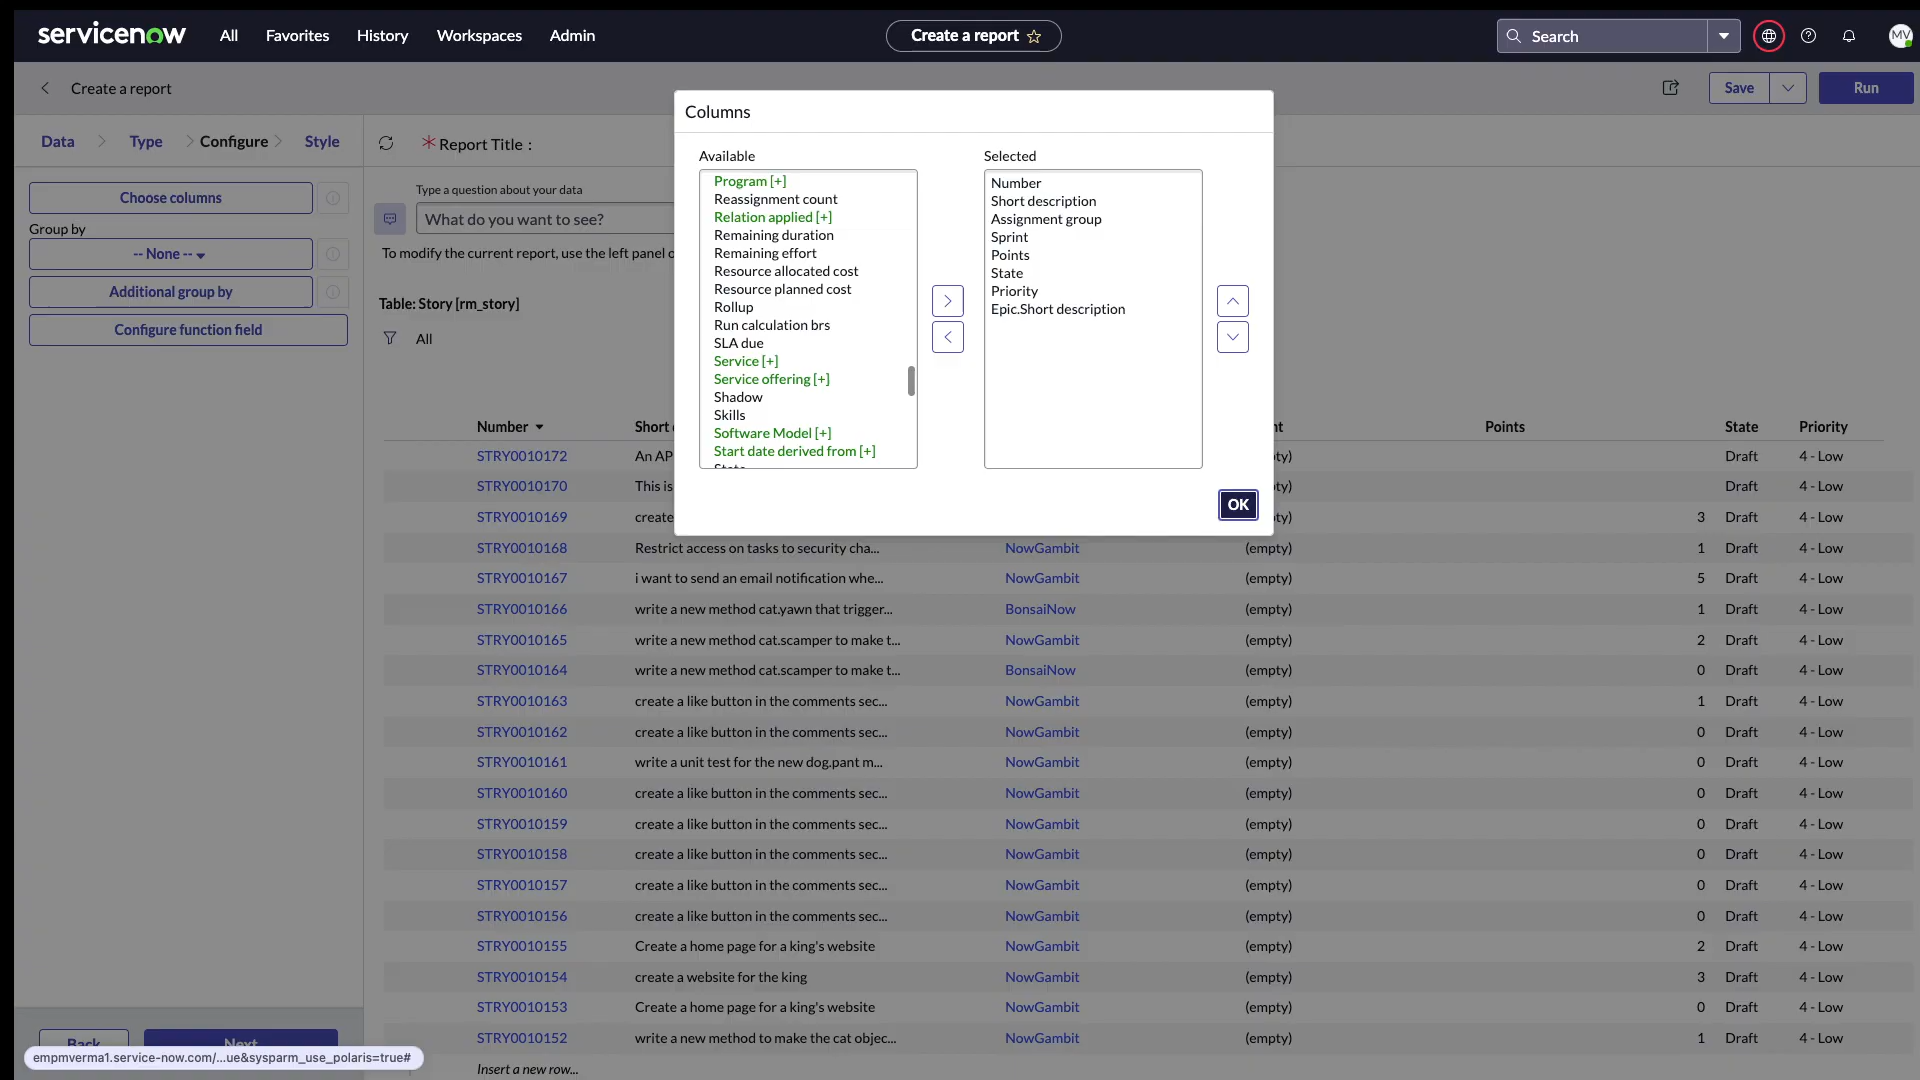 servicenow
All
Favorites
History
Workspaces
Admin
Create a report
Search
MV
Create a report
Save
Run
Data
Type
Configure
Style
*Report Title :
Choose columns
Group by
-- None --
Additional group by
Configure function field
Type a question about your data
What do you want to see?
To modify the current report, use the left panel
Table: Story [rm_story]
All
Columns
Available
Program [+]
Reassignment count
Relation applied [+]
Remaining duration
Remaining effort
Resource allocated cost
Resource planned cost
Rollup
Run calculation brs
SLA due
Service [+]
Service offering [+]
Shadow
Skills
Software Model [+]
Start date derived from [+]
Selected
Number
Short description
Assignment group
Sprint
Points
State
Priority
Epic.Short description
OK
Number Short Points State Priority
STRY0010172 An AP Draft 4 - Low
STRY0010170 This is Draft 4 - Low
STRY0010169 create 3 Draft 4 - Low
STRY0010168 Restrict access on tasks to security cha... NowGambit (empty) 1 Draft 4 - Low
STRY0010167 i want to send an email notification whe... NowGambit (empty) 5 Draft 4 - Low
STRY0010166 write a new method cat.yawn that trigger... BonsaiNow (empty) 1 Draft 4 - Low
STRY0010165 write a new method cat.scamper to make t... NowGambit (empty) 2 Draft 4 - Low
STRY0010164 write a new method cat.scamper to make t... BonsaiNow (empty) 0 Draft 4 - Low
STRY0010163 create a like button in the comments sec... NowGambit (empty) 1 Draft 4 - Low
STRY0010162 create a like button in the comments sec... NowGambit (empty) 0 Draft 4 - Low
STRY0010161 write a unit test for the new dog.pant m... NowGambit (empty) 0 Draft 4 - Low
STRY0010160 create a like button in the comments sec... NowGambit (empty) 0 Draft 4 - Low
STRY0010159 create a like button in the comments sec... NowGambit (empty) 0 Draft 4 - Low
STRY0010158 create a like button in the comments sec... NowGambit (empty) 0 Draft 4 - Low
STRY0010157 create a like button in the comments sec... NowGambit (empty) 0 Draft 4 - Low
STRY0010156 create a like button in the comments sec... NowGambit (empty) 0 Draft 4 - Low
STRY0010155 Create a home page for a king's website NowGambit (empty) 2 Draft 4 - Low
STRY0010154 create a website for the king NowGambit (empty) 3 Draft 4 - Low
STRY0010153 Create a home page for a king's website NowGambit (empty) 0 Draft 4 - Low
STRY0010152 write a new method to make the cat objec... NowGambit (empty) 1 Draft 4 - Low
Insert a new row...
Back
Next
empmverma1.service-now.com/...ue&sysparm_use_polaris=true#